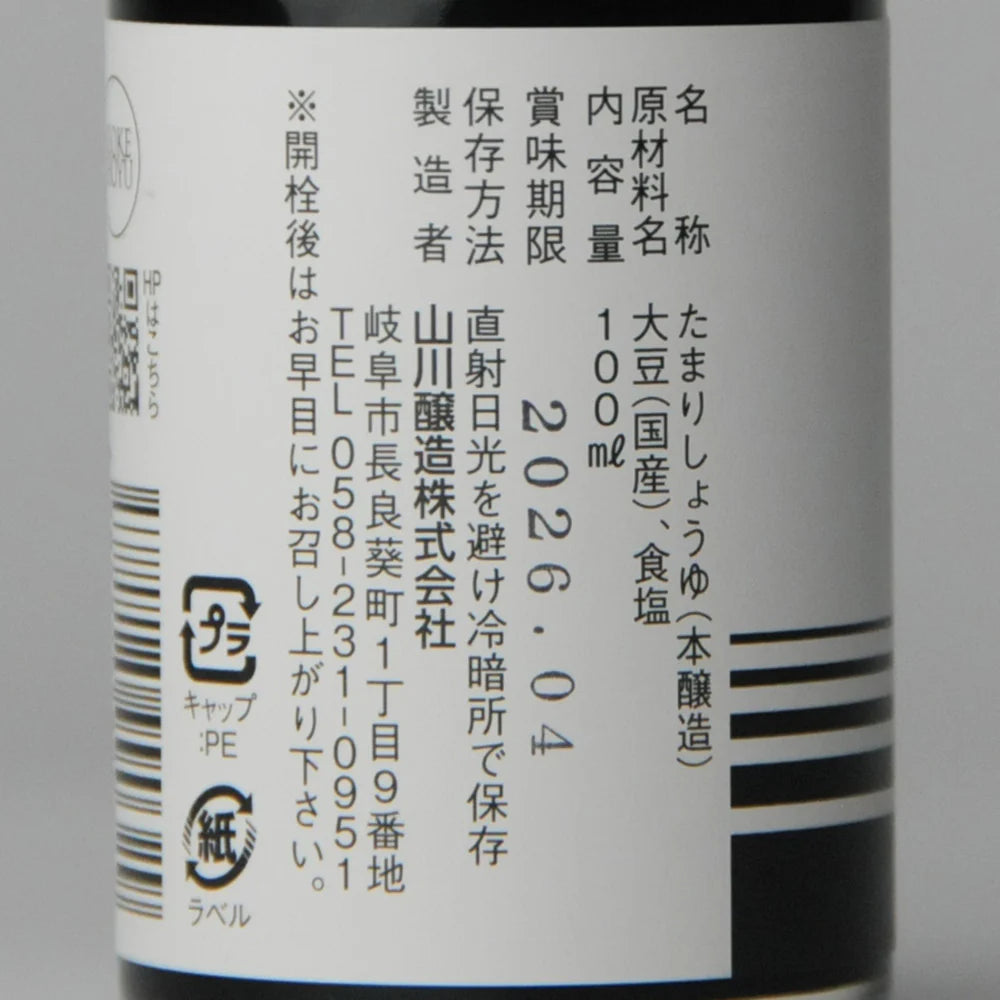 名称 たまりしょうゆ(本醸造)
原材料名 大豆(国産)、食塩
内容量 100㎖
賞味期限 2026.04
保存方法 直射日光を避け冷暗所で保存
製造者 山川醸造株式会社
岐阜市長良葵町1丁目9番地
TEL 058-231-0951
※開栓後はお早目にお召し上がり下さい。
プラ
キャップ
:PE
紙
ラベル
HPはこちら